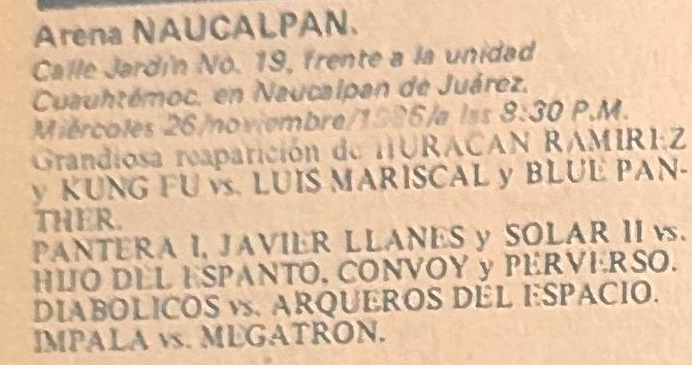 Arena NAUCALPAN.
Calle Jardín No. 19, frente a la unidad
Cuauhtémoc, en Naucalpan de Juárez.
Miércoles 26/noviembre/1986/a las 8:30 P.M.
Grandiosa reaparición de HURACAN RAMIREZ
y KUNG FU vs. LUIS MARISCAL y BLUE PAN-
THER.
PANTERA I, JAVIER LLANES y SOLAR II vs.
HIJO DEL ESPANTO, CONVOY y PERVERSO.
DIABOLICOS vs. ARQUEROS DEL ESPACIO.
IMPALA vs. MEGATRON.